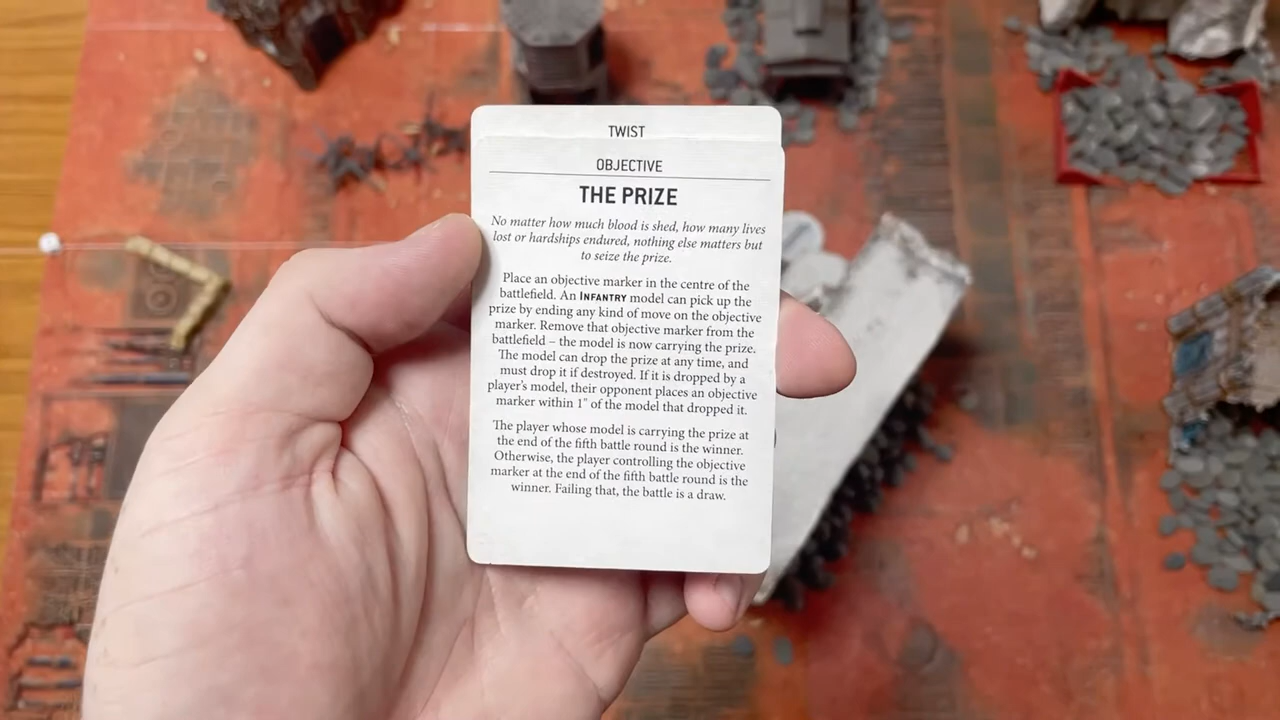 TWIST
OBJECTIVE
THE PRIZE
No matter how much blood is shed, how many lives
lost or hardships endured, nothing else matters but
to seize the prize.
Place an objective marker in the centre of the
battlefield. An INFANTRY model can pick up the
prize by ending any kind of move on the objective
marker. Remove that objective marker from the
battlefield – the model is now carrying the prize.
The model can drop the prize at any time, and
must drop it if destroyed. If it is dropped by a
player's model, their opponent places an objective
marker within 1" of the model that dropped it.
The player whose model is carrying the prize at
the end of the fifth battle round is the winner.
Otherwise, the player controlling the objective
marker at the end of the fifth battle round is the
winner. Failing that, the battle is a draw.